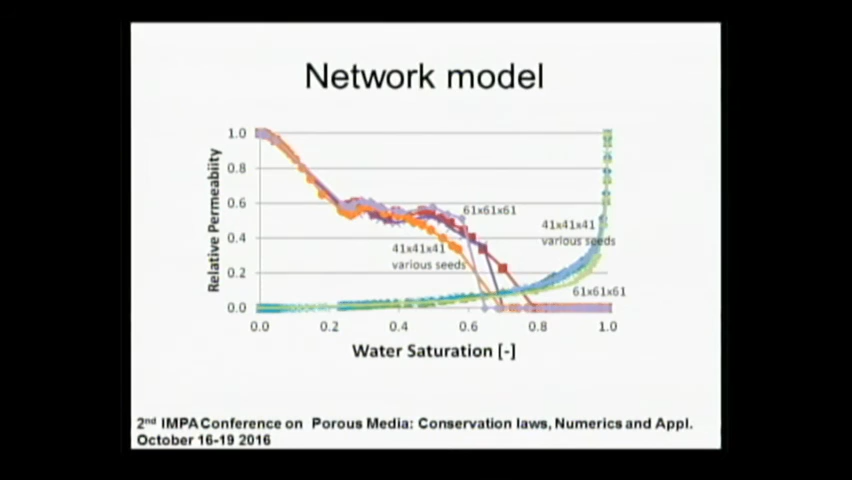 Network model
1.0
0.8
0.6
0.4
0.2
0.0
Relative Permeability
61x61x61
41x41x41
various seeds
41x41x41
various seeds
61x61x61
0.0 0.2 0.4 0.6 0.8 1.0
Water Saturation [-]
2nd IMPA Conference on Porous Media: Conservation laws, Numerics and Appl.
October 16-19 2016